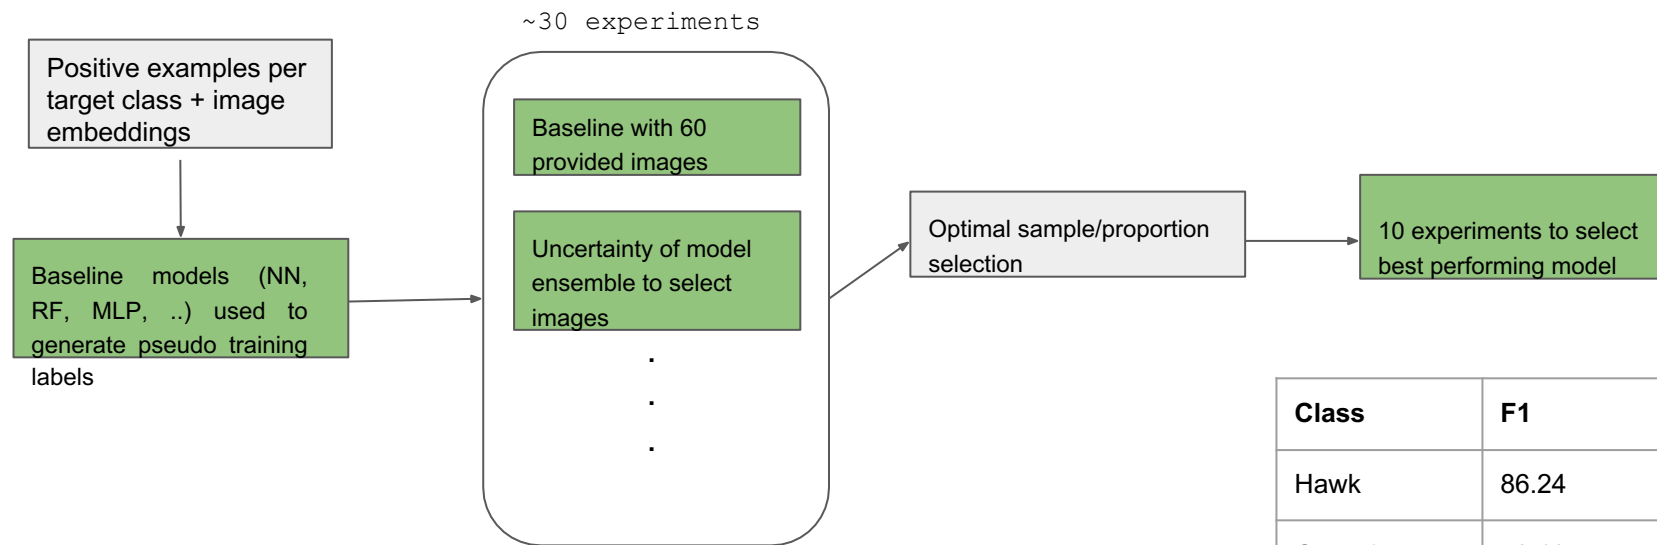 ~30 experiments
Positive examples per
target class + image
embeddings
Baseline models (NN,
RF, MLP, ..) used to
generate pseudo training
labels
Baseline with 60
provided images
Uncertainty of model
ensemble to select
images
.
.
.
Optimal sample/proportion
selection
10 experiments to select
best performing model
Class F1
Hawk 86.24